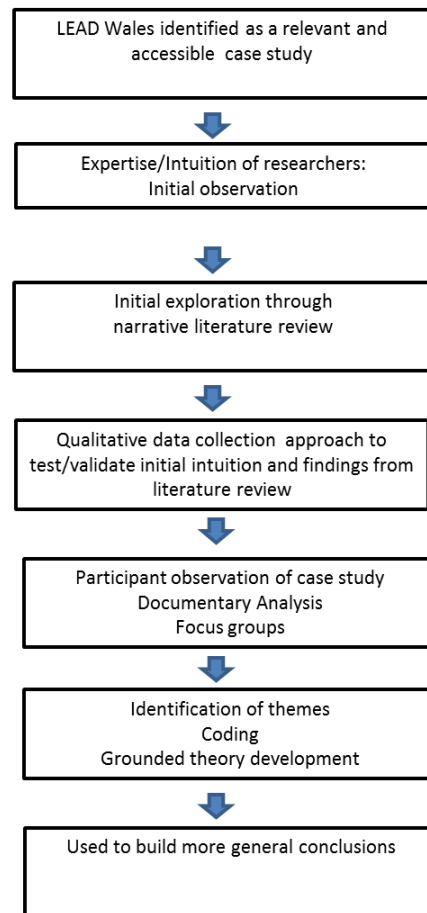 LEAD Wales identified as a relevant and
accessible case study
Expertise/Intuition of researchers:
Initial observation
Initial exploration through
narrative literature review
Qualitative data collection approach to
test/validate initial intuition and findings from
literature review
Participant observation of case study
Documentary Analysis
Focus groups
Identification of themes
Coding
Grounded theory development
Used to build more general conclusions